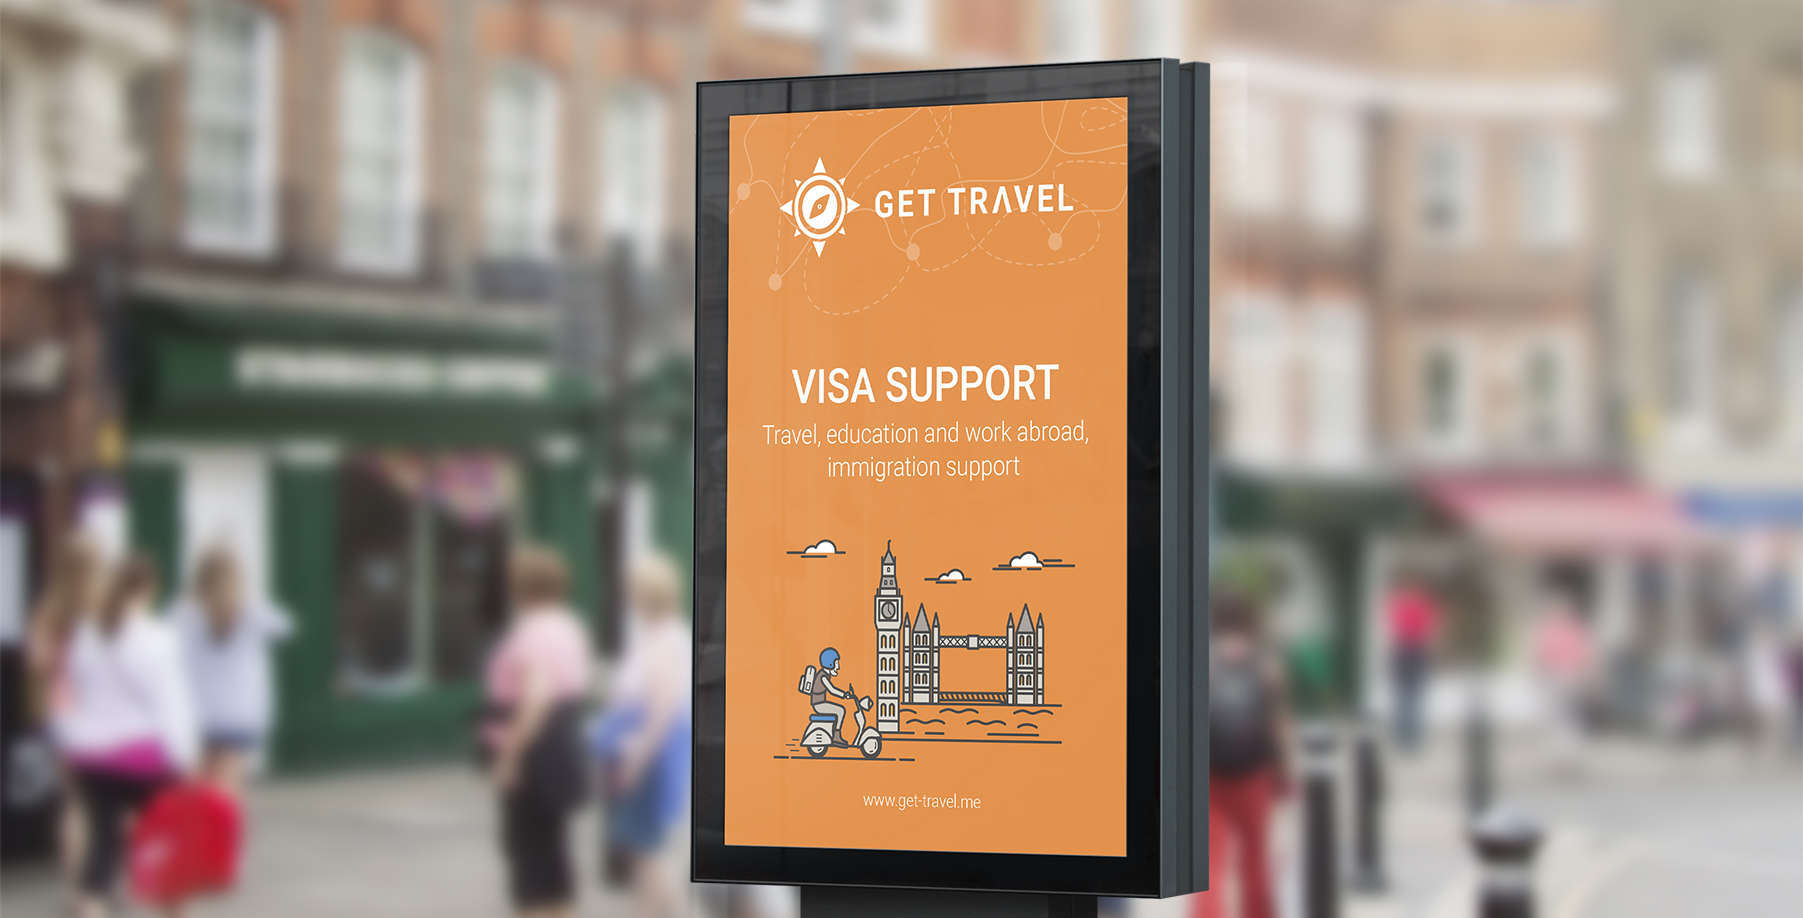 GET TRAVEL
VISA SUPPORT
Travel, education and work abroad,
immigration support
www.get-travel.me